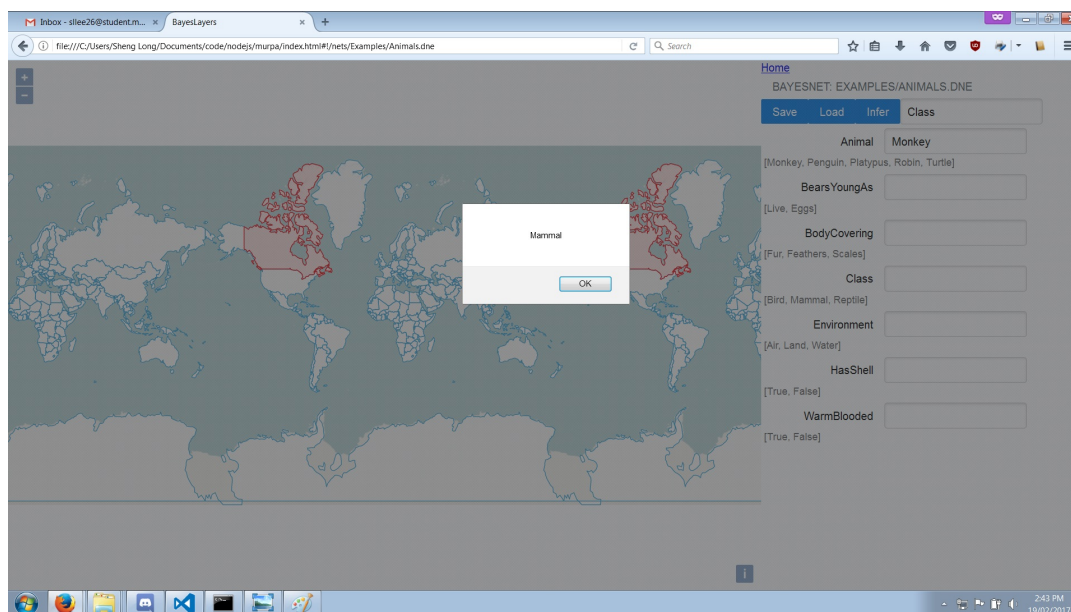 Inbox - sllee26@student.m... ×
BayesLayers ×
+
file:///C:/Users/Sheng Long/Documents/code/nodejs/murpa/index.html#!/nets/Examples/Animals.dne
Search
+
−
Home
BAYESNET: EXAMPLES/ANIMALS.DNE
Save Load Infer Class
Animal Monkey
[Monkey, Penguin, Platypus, Robin, Turtle]
BearsYoungAs
[Live, Eggs]
BodyCovering
[Fur, Feathers, Scales]
Class
[Bird, Mammal, Reptile]
Environment
[Air, Land, Water]
HasShell
[True, False]
WarmBlooded
[True, False]
Mammal
OK
i
2:43 PM
19/02/2017